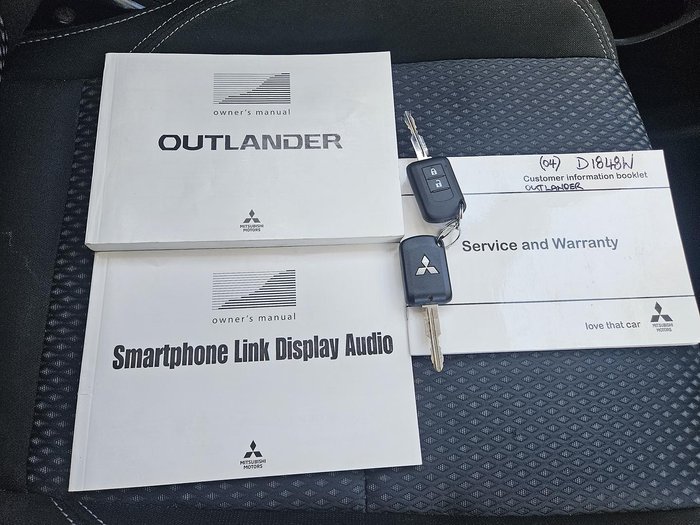 owner's manual
OUTLANDER
MITSUBISHI
MOTORS
owner's manual
Smartphone Link Display Audio
MITSUBISHI
MOTORS
(04) D1848W
Customer information booklet
OUTLANDER
Service and Warranty
love that car
MITSUBISHI
MOTORS